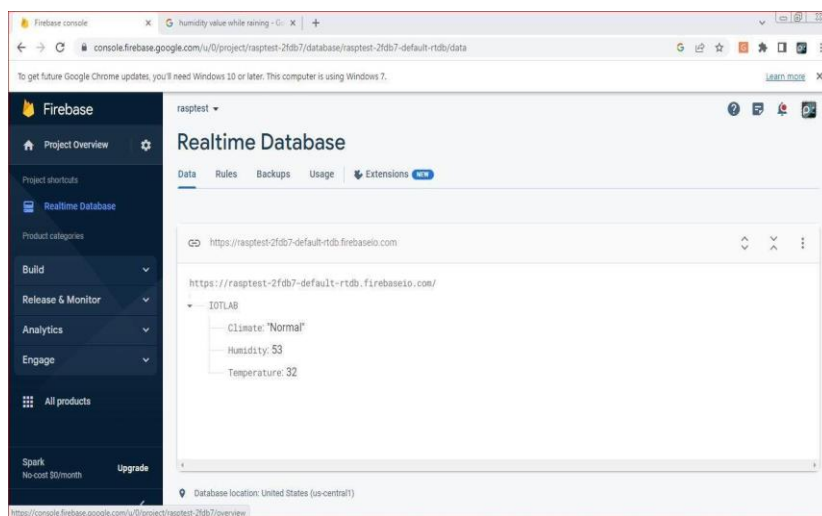 Firebase console
humidity value while raining - Go
console.firebase.google.com/u/0/project/rasptest-2fdb7/database/rasptest-2fdb7-default-rtdb/data
To get future Google Chrome updates, you'll need Windows 10 or later. This computer is using Windows 7.
Learn more
Firebase
rasptest
Project Overview
Realtime Database
Data Rules Backups Usage Extensions NEW
Project shortcuts
Realtime Database
Product categories
https://rasptest-2fdb7-default-rtdb.firebaseio.com
Build
https://rasptest-2fdb7-default-rtdb.firebaseio.com/
Release & Monitor
IOTLAB
Analytics
Climate: "Normal"
Humidity: 53
Engage
Temperature: 32
All products
Spark
No-cost $0/month
Upgrade
Database location: United States (us-central1)
https://console.firebase.google.com/u/0/project/rasptest-2fdb7/overview